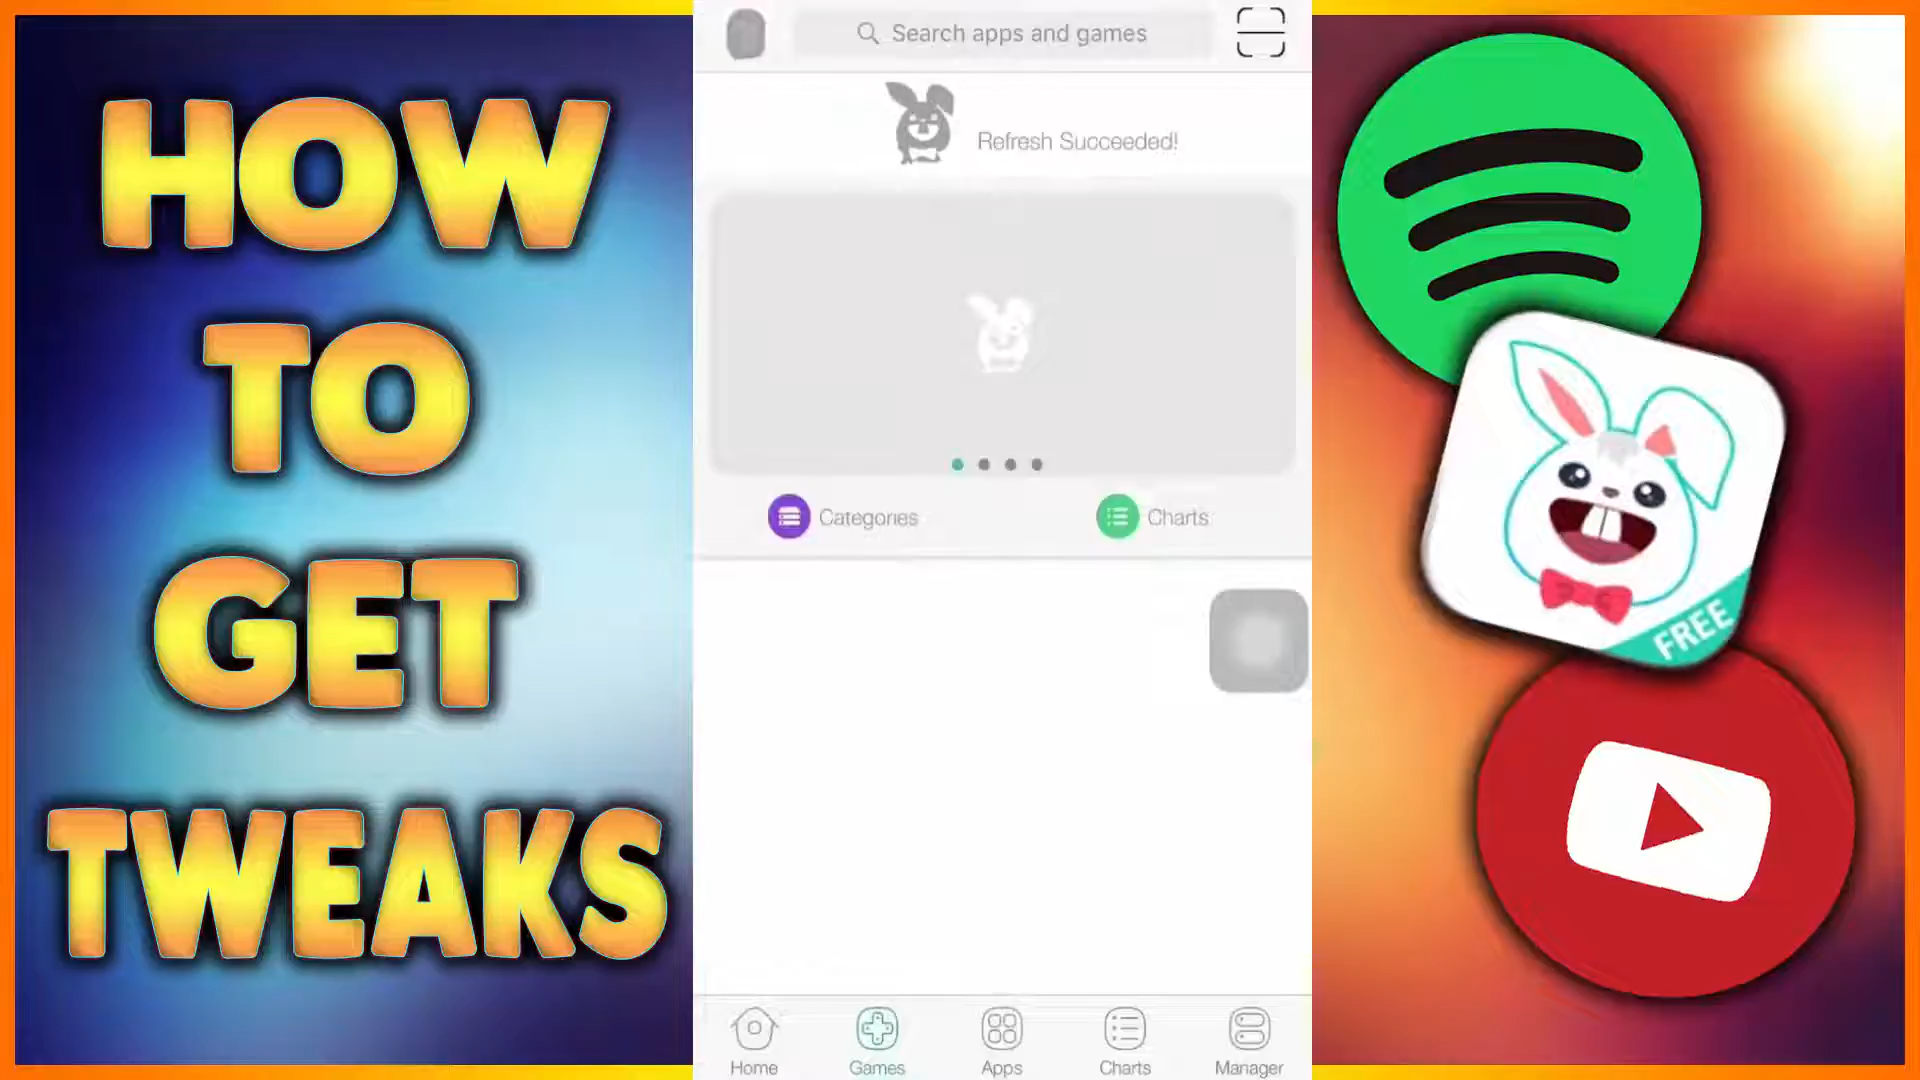 HOW
TO
GET
TWEAKS
Search apps and games
Refresh Succeeded!
Categories
Charts
Home
Games
Apps
Charts
Manager
FREE